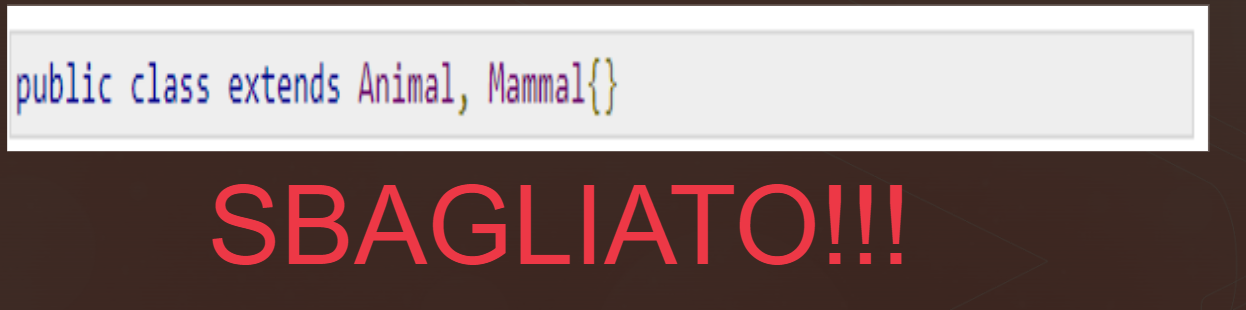 public class extends Animal, Mammal{}
SBAGLIATO!!!